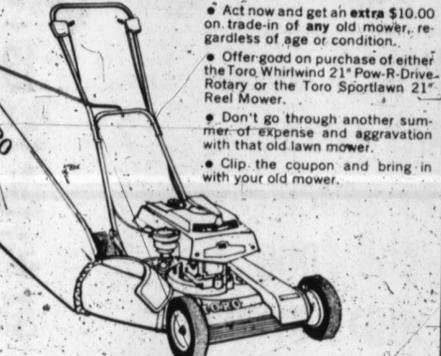 • Act now and get an extra $10.00
on trade-in of any old mower, re-
gardless of age or condition.
• Offer good on purchase of either
the Toro Whirlwind 21" Pow-R-Drive
Rotary or the Toro Sportlawn 21"
Reel Mower.
• Don't go through another sum-
mer of expense and aggravation
with that old lawn mower.
• Clip the coupon and bring in
with your old mower.
TORO